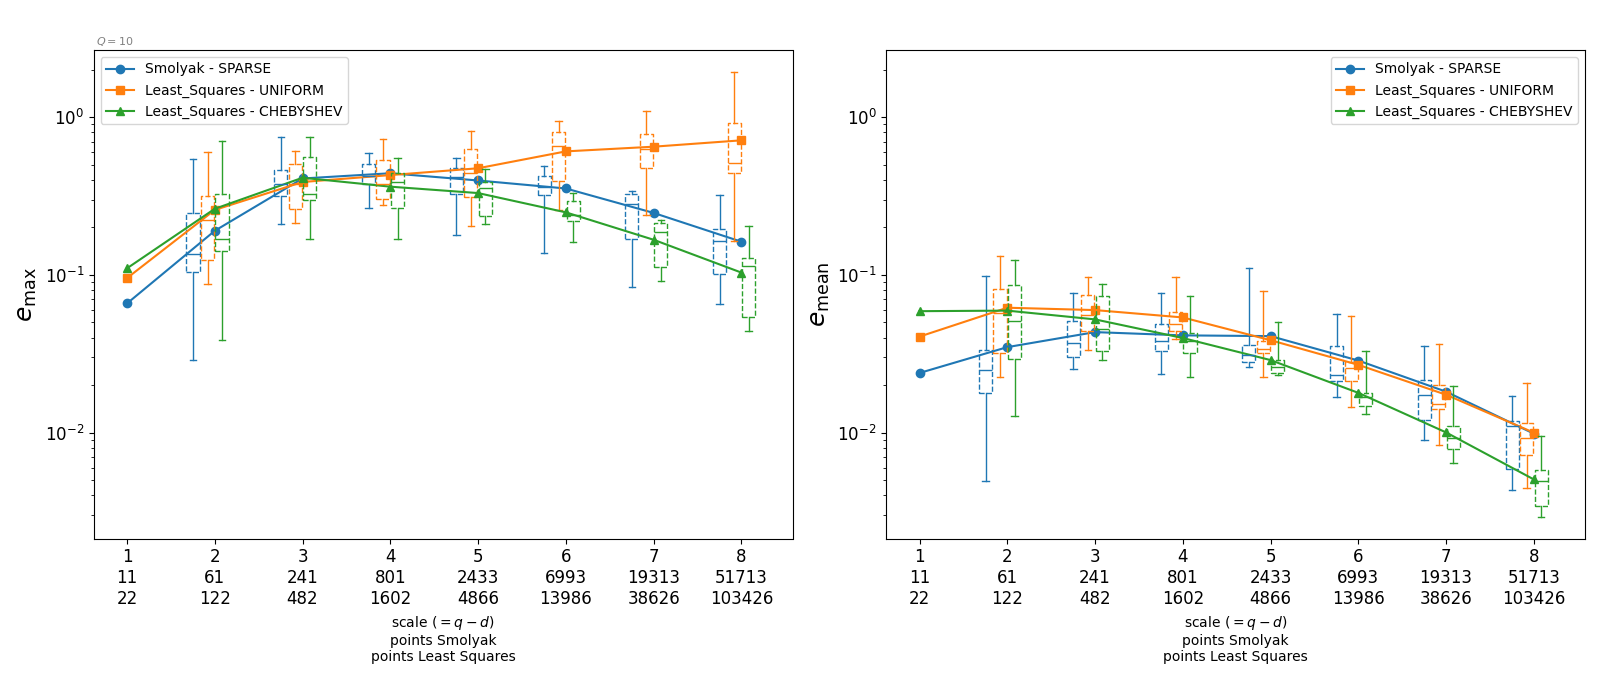 Q = 10
Smolyak - SPARSE
Least_Squares - UNIFORM
Least_Squares - CHEBYSHEV
10⁰
10⁻¹
10⁻²
e_max
1 2 3 4 5 6 7 8
11 61 241 801 2433 6993 19313 51713
22 122 482 1602 4866 13986 38626 103426
scale (= q − d)
points Smolyak
points Least Squares
Smolyak - SPARSE
Least_Squares - UNIFORM
Least_Squares - CHEBYSHEV
10⁰
10⁻¹
10⁻²
e_mean
1 2 3 4 5 6 7 8
11 61 241 801 2433 6993 19313 51713
22 122 482 1602 4866 13986 38626 103426
scale (= q − d)
points Smolyak
points Least Squares